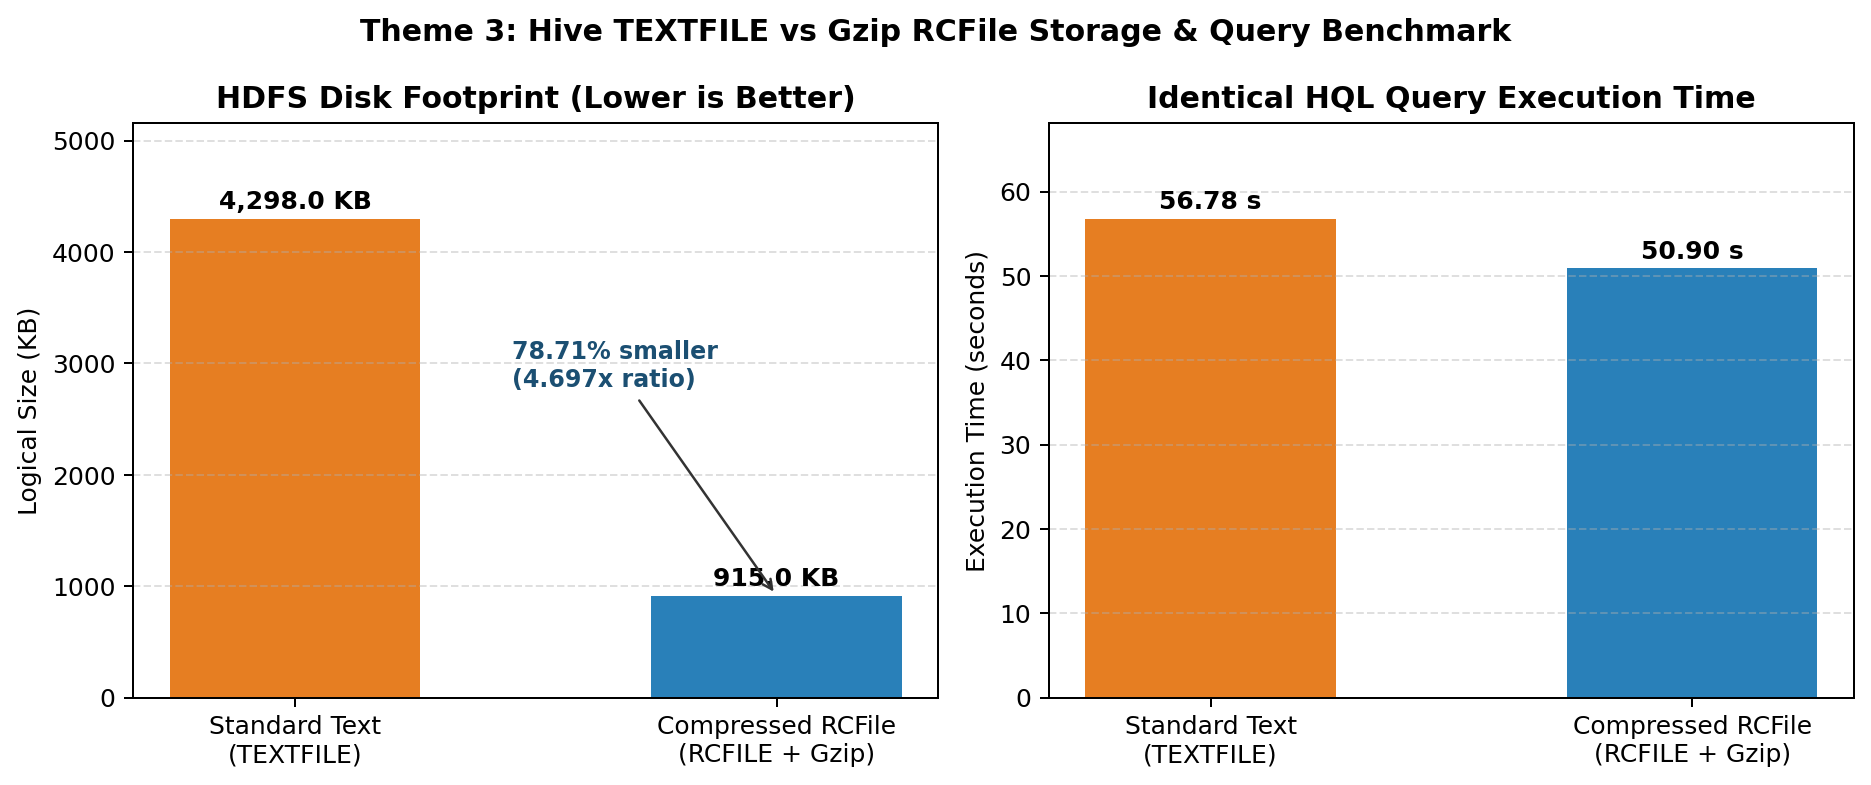 Theme 3: Hive TEXTFILE vs Gzip RCFile Storage & Query Benchmark
HDFS Disk Footprint (Lower is Better)
Logical Size (KB)
5000
4000
3000
2000
1000
0
4,298.0 KB
78.71% smaller
(4.697x ratio)
915.0 KB
Standard Text
(TEXTFILE)
Compressed RCFile
(RCFILE + Gzip)
Identical HQL Query Execution Time
Execution Time (seconds)
60
50
40
30
20
10
0
56.78 s
50.90 s
Standard Text
(TEXTFILE)
Compressed RCFile
(RCFILE + Gzip)